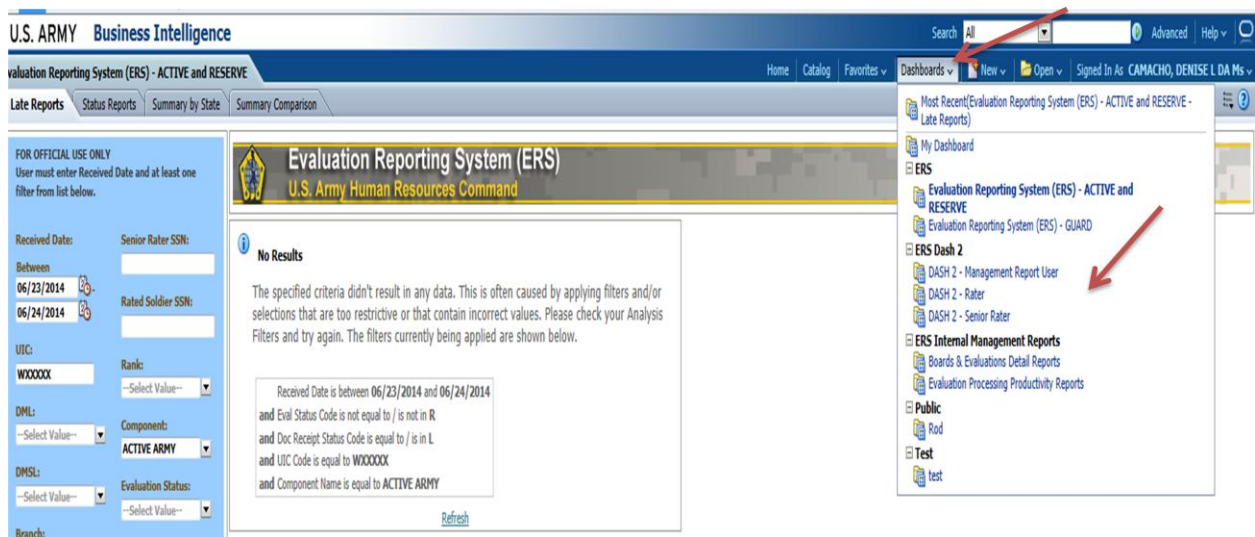 U.S. ARMY Business Intelligence
Search All Advanced Help
valuation Reporting System (ERS) - ACTIVE and RESERVE
Home Catalog Favorites Dashboards New Open Signed In As CAMACHO, DENISE L DA Ms
Late Reports Status Reports Summary by State Summary Comparison
FOR OFFICIAL USE ONLY
User must enter Received Date and at least one
filter from list below.
Received Date:
Between
06/23/2014
06/24/2014
UIC:
WXXXXX
DML:
--Select Value--
DMSL:
--Select Value--
Branch:
Senior Rater SSN:
Rated Soldier SSN:
Rank:
--Select Value--
Component:
ACTIVE ARMY
Evaluation Status:
--Select Value--
Evaluation Reporting System (ERS)
U.S. Army Human Resources Command
No Results
The specified criteria didn't result in any data. This is often caused by applying filters and/or
selections that are too restrictive or that contain incorrect values. Please check your Analysis
Filters and try again. The filters currently being applied are shown below.
Received Date is between 06/23/2014 and 06/24/2014
and Eval Status Code is not equal to / is not in R
and Doc Receipt Status Code is equal to / is in L
and UIC Code is equal to WXXXXX
and Component Name is equal to ACTIVE ARMY
Refresh
Most Recent(Evaluation Reporting System (ERS) - ACTIVE and RESERVE -
Late Reports)
My Dashboard
ERS
Evaluation Reporting System (ERS) - ACTIVE and
RESERVE
Evaluation Reporting System (ERS) - GUARD
ERS Dash 2
DASH 2 - Management Report User
DASH 2 - Rater
DASH 2 - Senior Rater
ERS Internal Management Reports
Boards & Evaluations Detail Reports
Evaluation Processing Productivity Reports
Public
Rod
Test
test